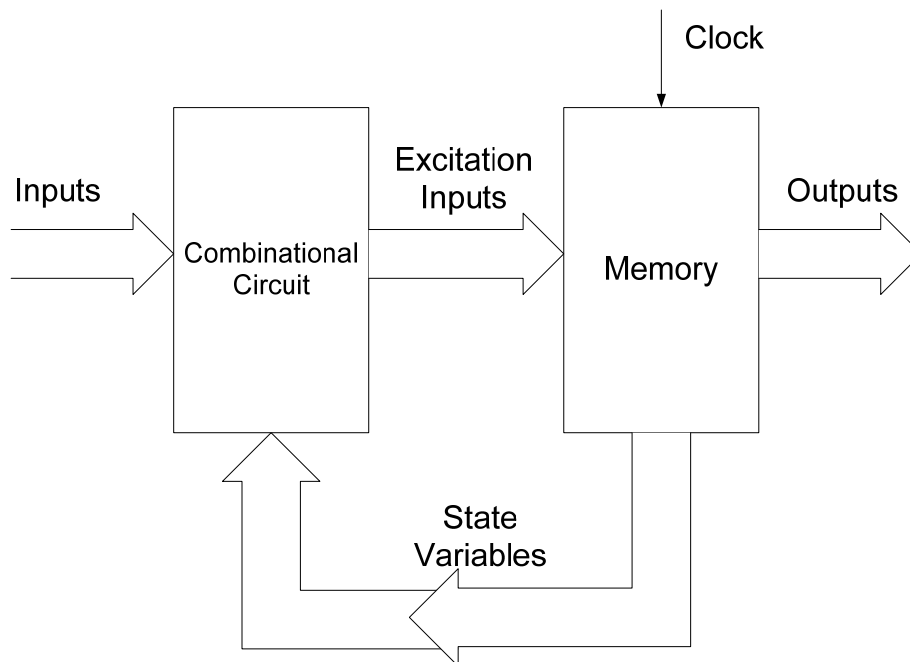 Clock
Inputs
Excitation
Inputs
Outputs
Combinational
Circuit
Memory
State
Variables